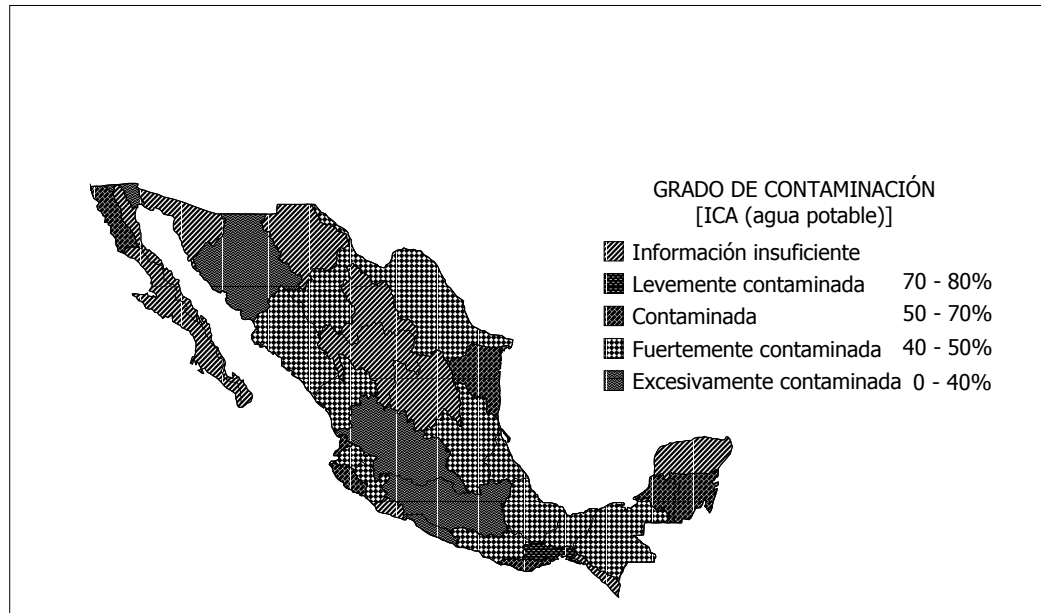 GRADO DE CONTAMINACIÓN
[ICA (agua potable)]
Información insuficiente
Levemente contaminada 70 - 80%
Contaminada 50 - 70%
Fuertemente contaminada 40 - 50%
Excesivamente contaminada 0 - 40%